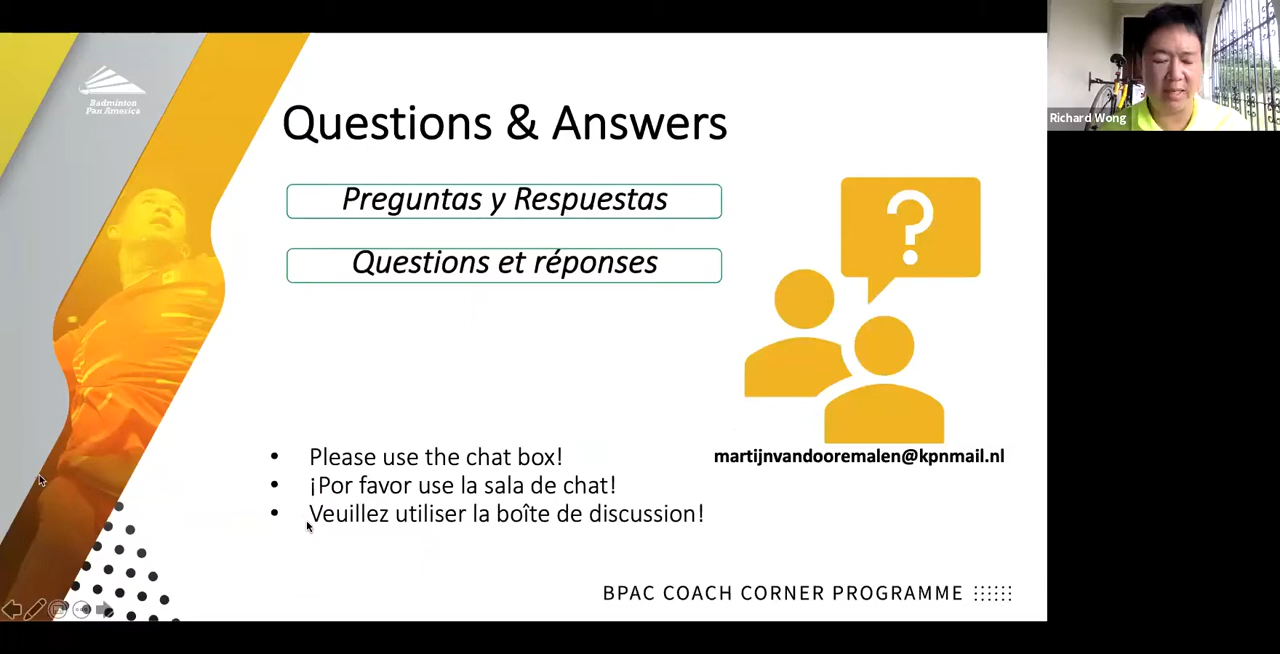 Badminton
Pan America
Questions & Answers
Preguntas y Respuestas
Questions et réponses
?
martijnvandooremalen@kpnmail.nl
• Please use the chat box!
• ¡Por favor use la sala de chat!
• Veuillez utiliser la boîte de discussion!
BPAC COACH CORNER PROGRAMME
Richard Wong